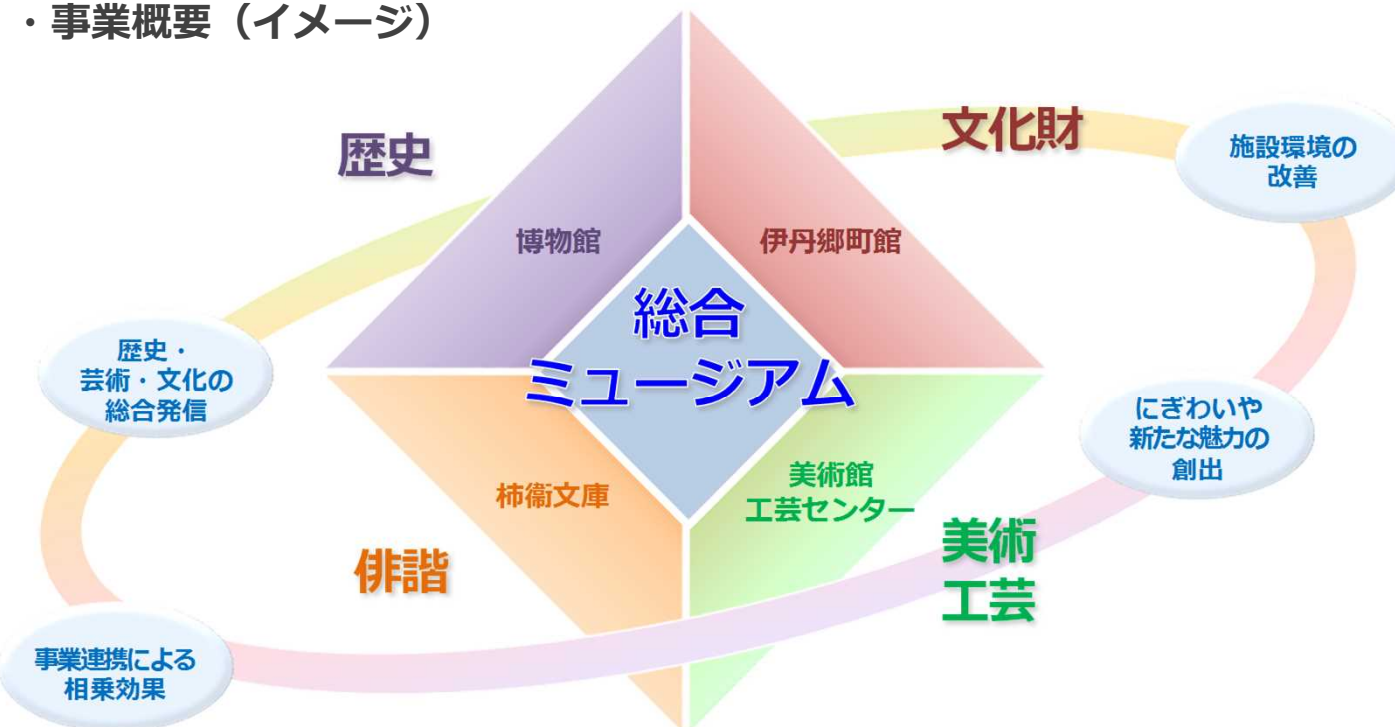 ・事業概要（イメージ）
歴史
文化財
施設環境の
改善
博物館
伊丹郷町館
総合
ミュージアム
歴史・
芸術・文化の
総合発信
にぎわいや
新たな魅力の
創出
柿衞文庫
美術館
工芸センター
俳諧
美術
工芸
事業連携による
相乗効果